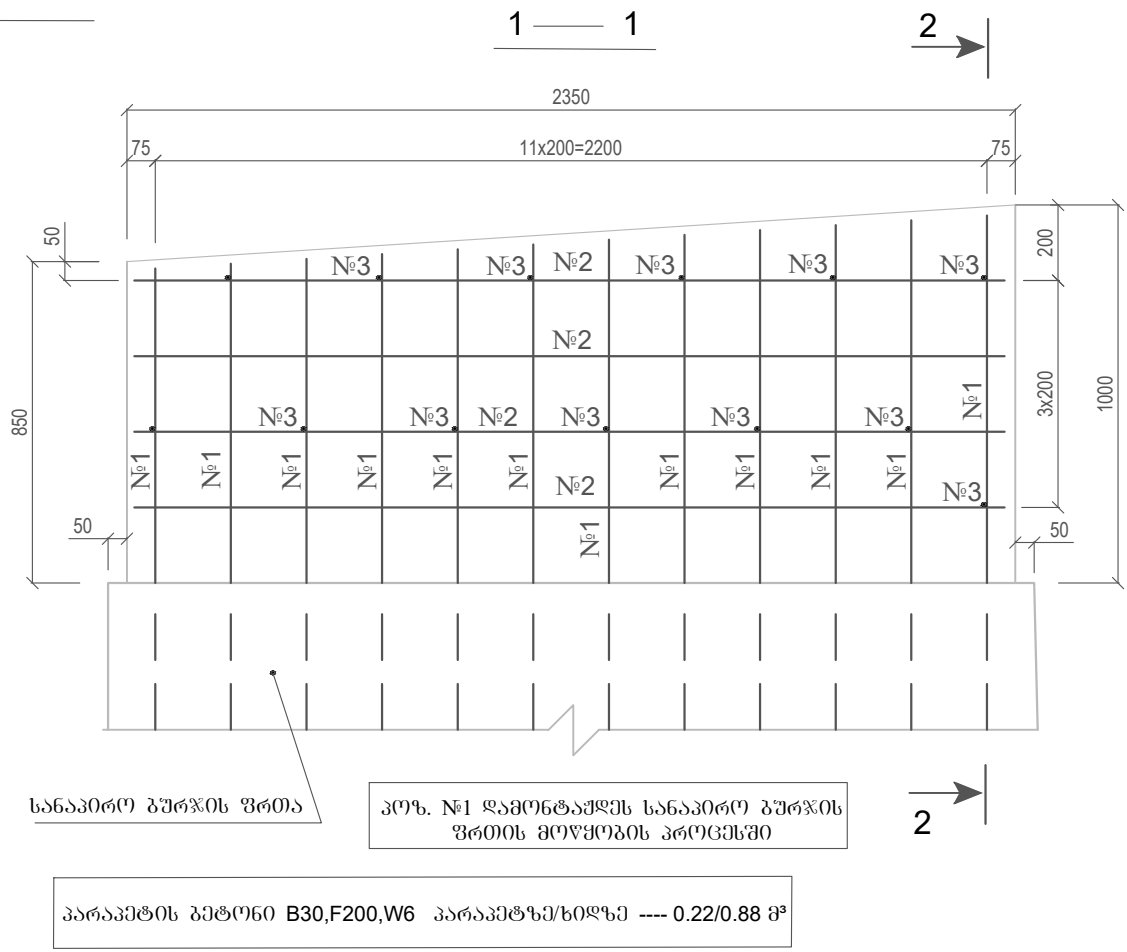 1 — 1
2
2350
75
11x200=2200
75
50
200
№3 №3 №2 №3 №3 №3
№2
850
3x200
1000
№1
№3 №3 №2 №3 №3 №3
№1 №1 №1 №1 №1 №1 №1 №1 №1 №1
№2
№3
50
№1
50
სანაპირო ბურჯის ფრთა
პოზ. №1 დამონტაჟდეს სანაპირო ბურჯის
ფრთის მოწყობის პროცესში
2
პარაპეტის ბეტონი B30,F200,W6 პარაპეტზე/ხიდზე ---- 0.22/0.88 მ³